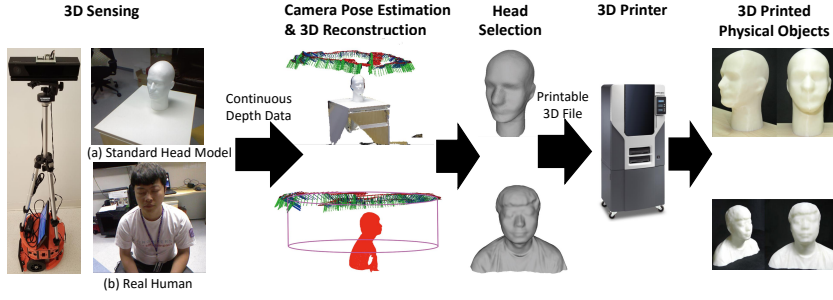 3D Sensing
Camera Pose Estimation
& 3D Reconstruction
Head
Selection
3D Printer
3D Printed
Physical Objects
Continuous
Depth Data
Printable
3D File
(a) Standard Head Model
(b) Real Human